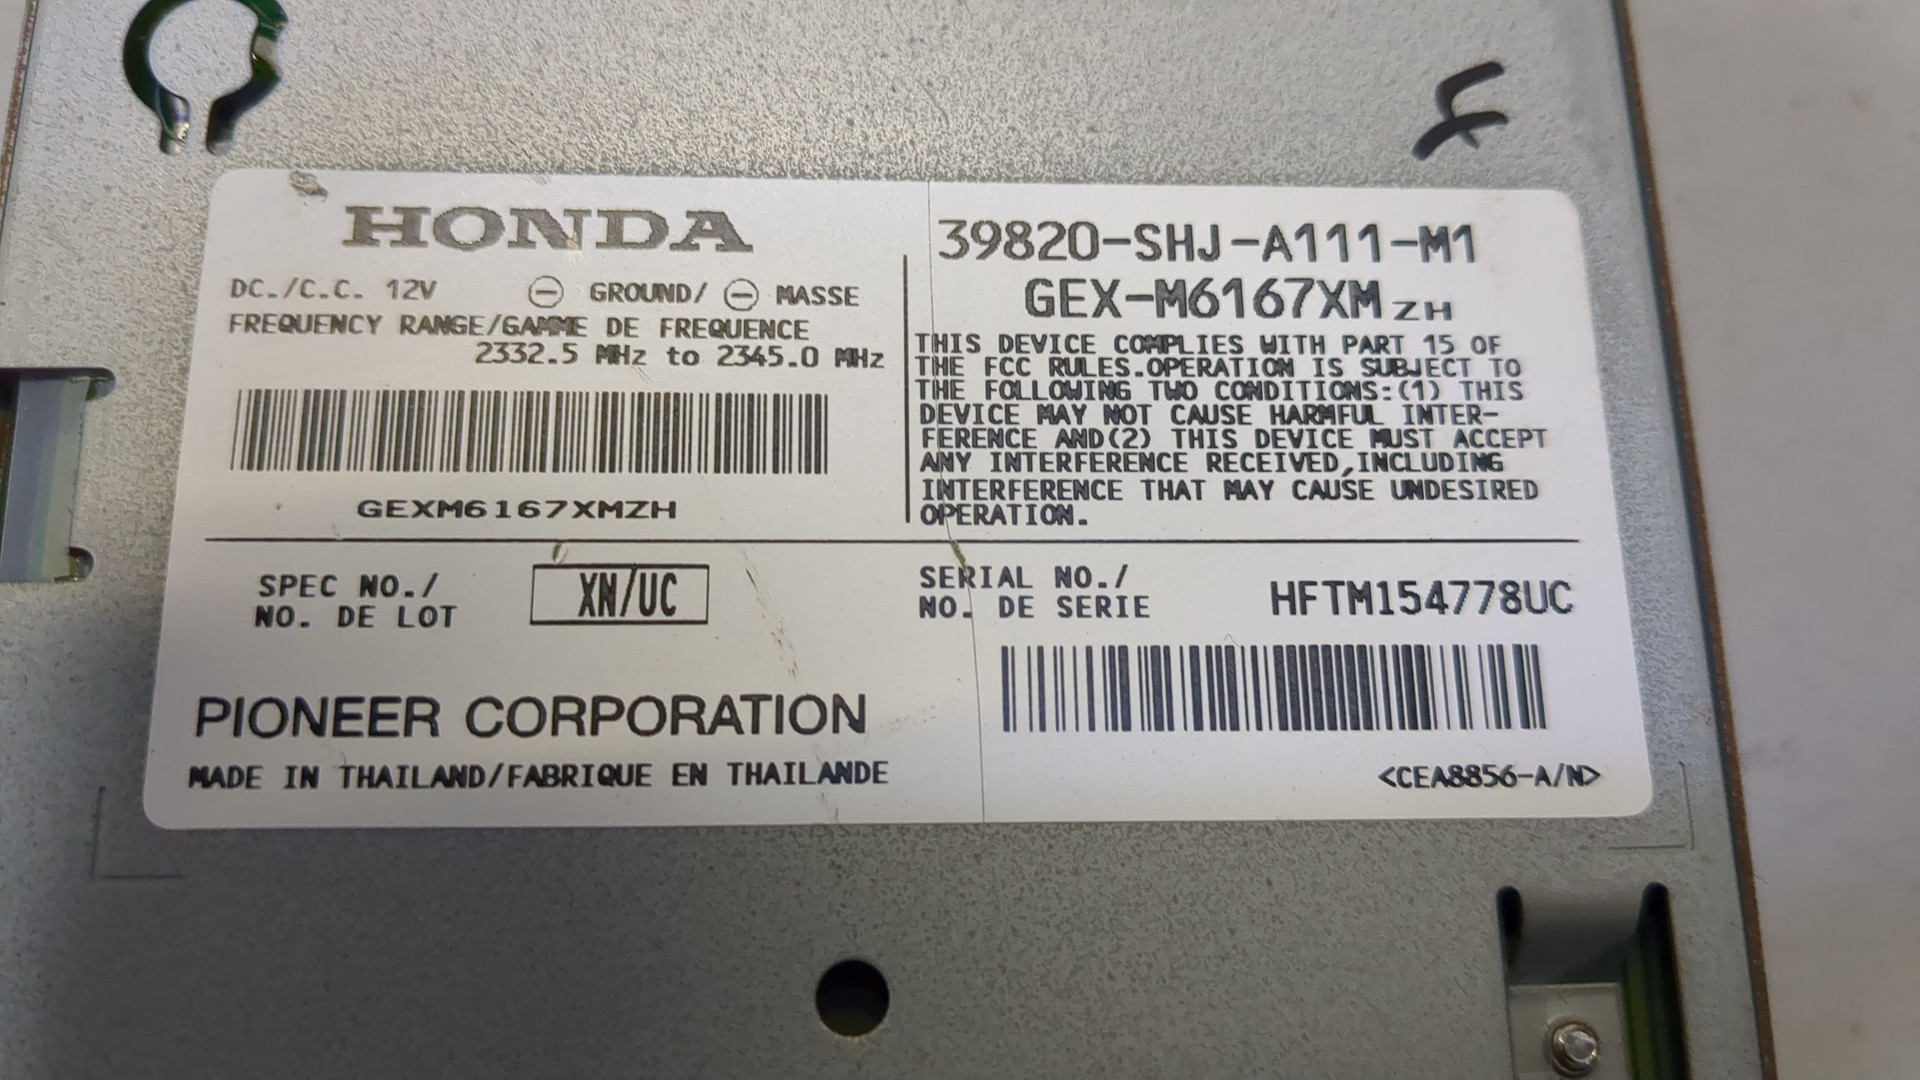 HONDA
DC./C.C. 12V ⊖ GROUND/ ⊖ MASSE
FREQUENCY RANGE/GAMME DE FREQUENCE
2332.5 MHz to 2345.0 MHz
GEXM6167XMZH
39820-SHJ-A111-M1
GEX-M6167XM ZH
THIS DEVICE COMPLIES WITH PART 15 OF
THE FCC RULES.OPERATION IS SUBJECT TO
THE FOLLOWING TWO CONDITIONS:(1) THIS
DEVICE MAY NOT CAUSE HARMFUL INTER-
FERENCE AND(2) THIS DEVICE MUST ACCEPT
ANY INTERFERENCE RECEIVED,INCLUDING
INTERFERENCE THAT MAY CAUSE UNDESIRED
OPERATION.
SPEC NO./
NO. DE LOT
XN/UC
SERIAL NO./
NO. DE SERIE
HFTM154778UC
PIONEER CORPORATION
MADE IN THAILAND/FABRIQUE EN THAILANDE
<CEA8856-A/N>